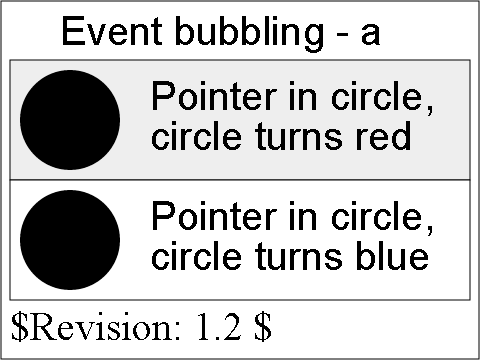 Event bubbling - a
Pointer in circle,
circle turns red
Pointer in circle,
circle turns blue
$Revision: 1.2 $